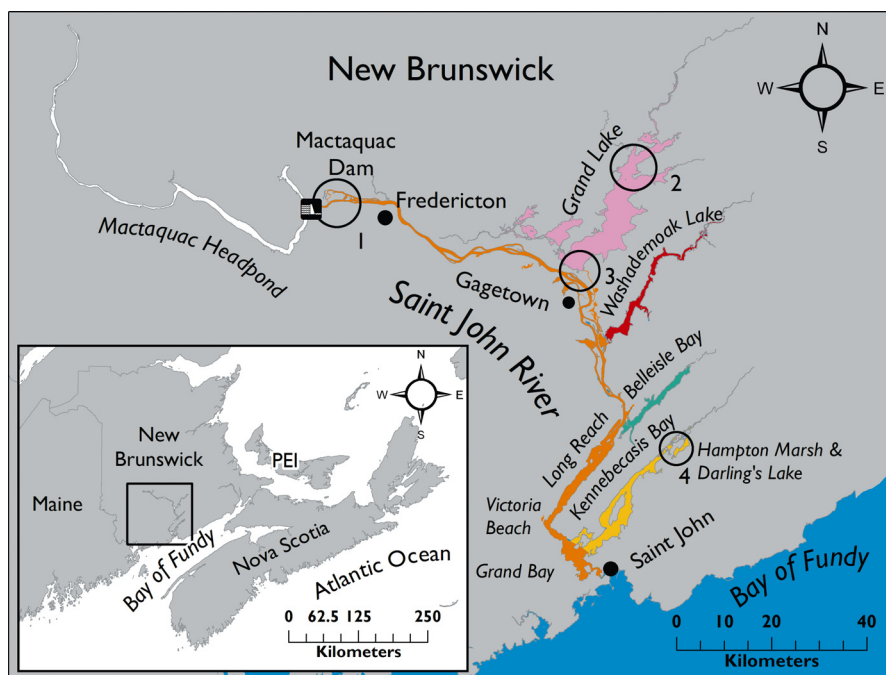 New Brunswick
N
W
E
S
Mactaquac
Dam
Grand Lake
2
Fredericton
1
Mactaquac Headpond
Washademoak Lake
3
Gagetown
Saint John River
Belleisle Bay
Long Reach
Kennebecasis Bay
Hampton Marsh &
Darling's Lake
4
Victoria
Beach
Saint John
Grand Bay
Bay of Fundy
0 10 20 40
Kilometers
N
W
E
S
New
Brunswick
PEI
Maine
Bay of Fundy
Nova Scotia
Atlantic Ocean
0 62.5 125 250
Kilometers